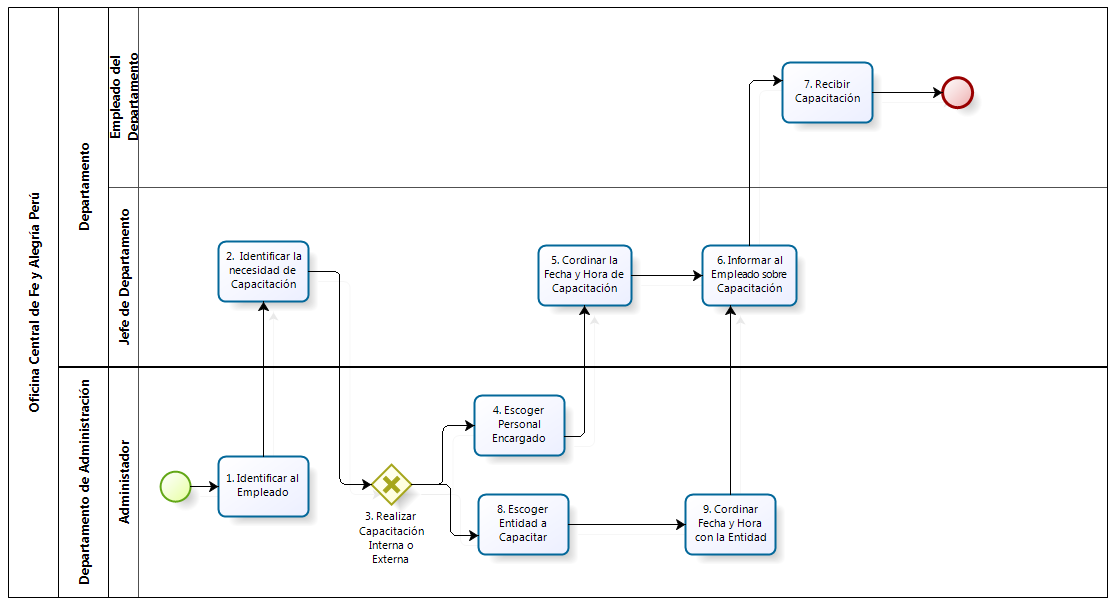 Oficina Central de Fe y Alegría Perú
Departamento
Empleado del
Departamento
7. Recibir
Capacitación
Jefe de Departamento
2. Identificar la
necesidad de
Capacitación
5. Cordinar la
Fecha y Hora de
Capacitación
6. Informar al
Empleado sobre
Capacitación
Departamento de Administración
Administador
1. Identificar al
Empleado
3. Realizar
Capacitación
Interna o
Externa
4. Escoger
Personal
Encargado
8. Escoger
Entidad a
Capacitar
9. Cordinar
Fecha y Hora
con la Entidad